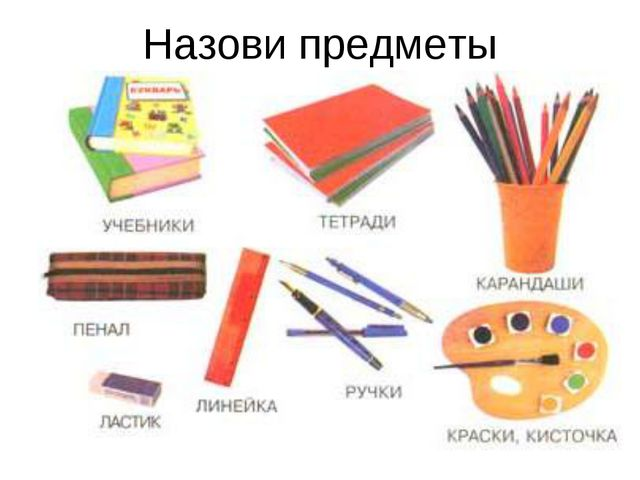 Назови предметы
БУКВАРЬ
УЧЕБНИКИ
ТЕТРАДИ
КАРАНДАШИ
ПЕНАЛ
ЛИНЕЙКА
РУЧКИ
ЛАСТИК
КРАСКИ, КИСТОЧКА